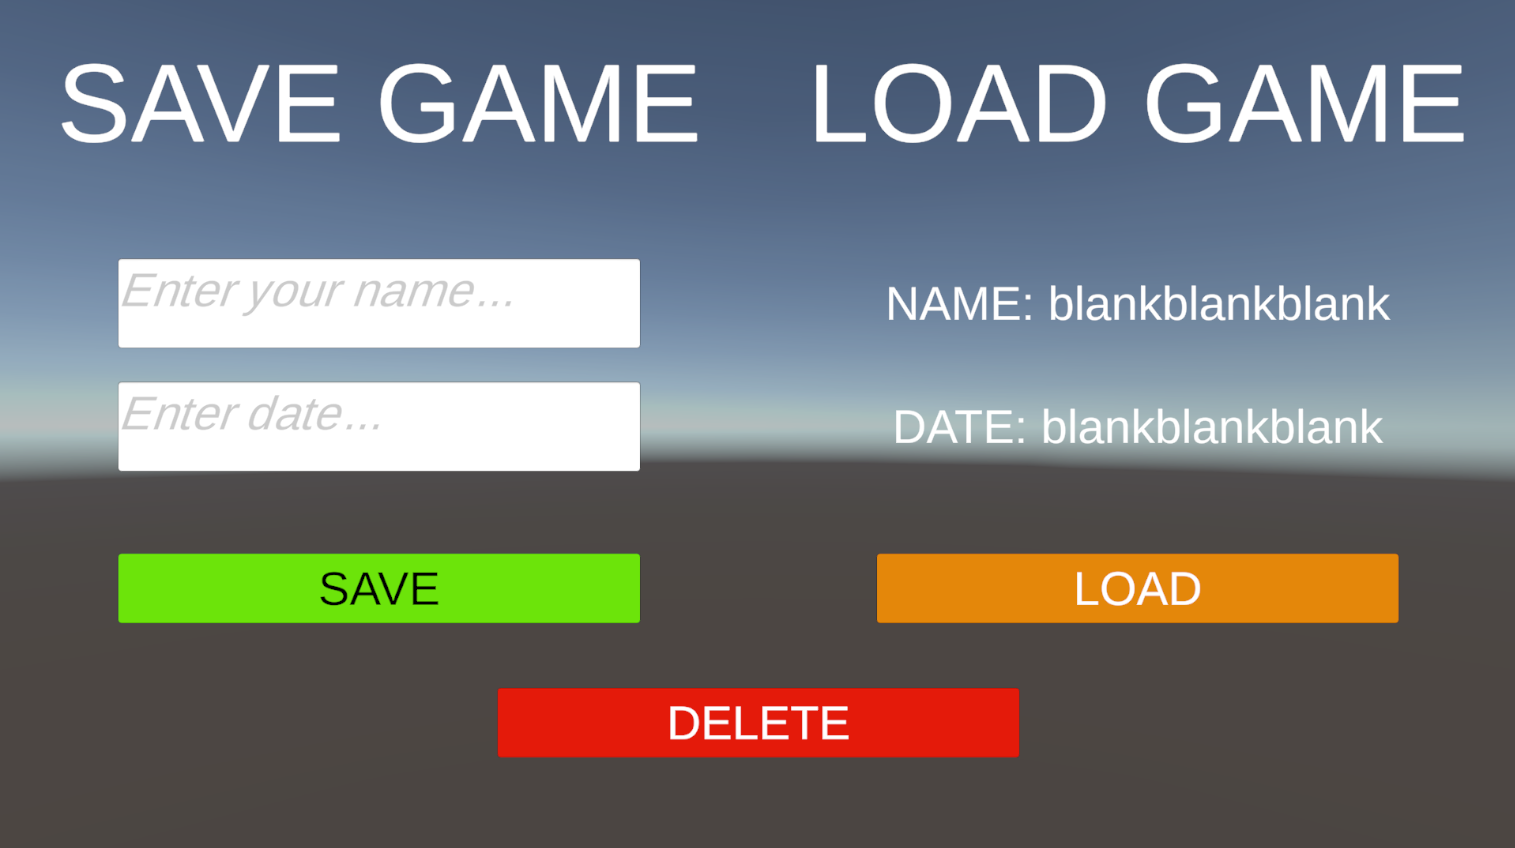 SAVE GAME
LOAD GAME
Enter your name...
NAME: blankblankblank
Enter date...
DATE: blankblankblank
SAVE
LOAD
DELETE